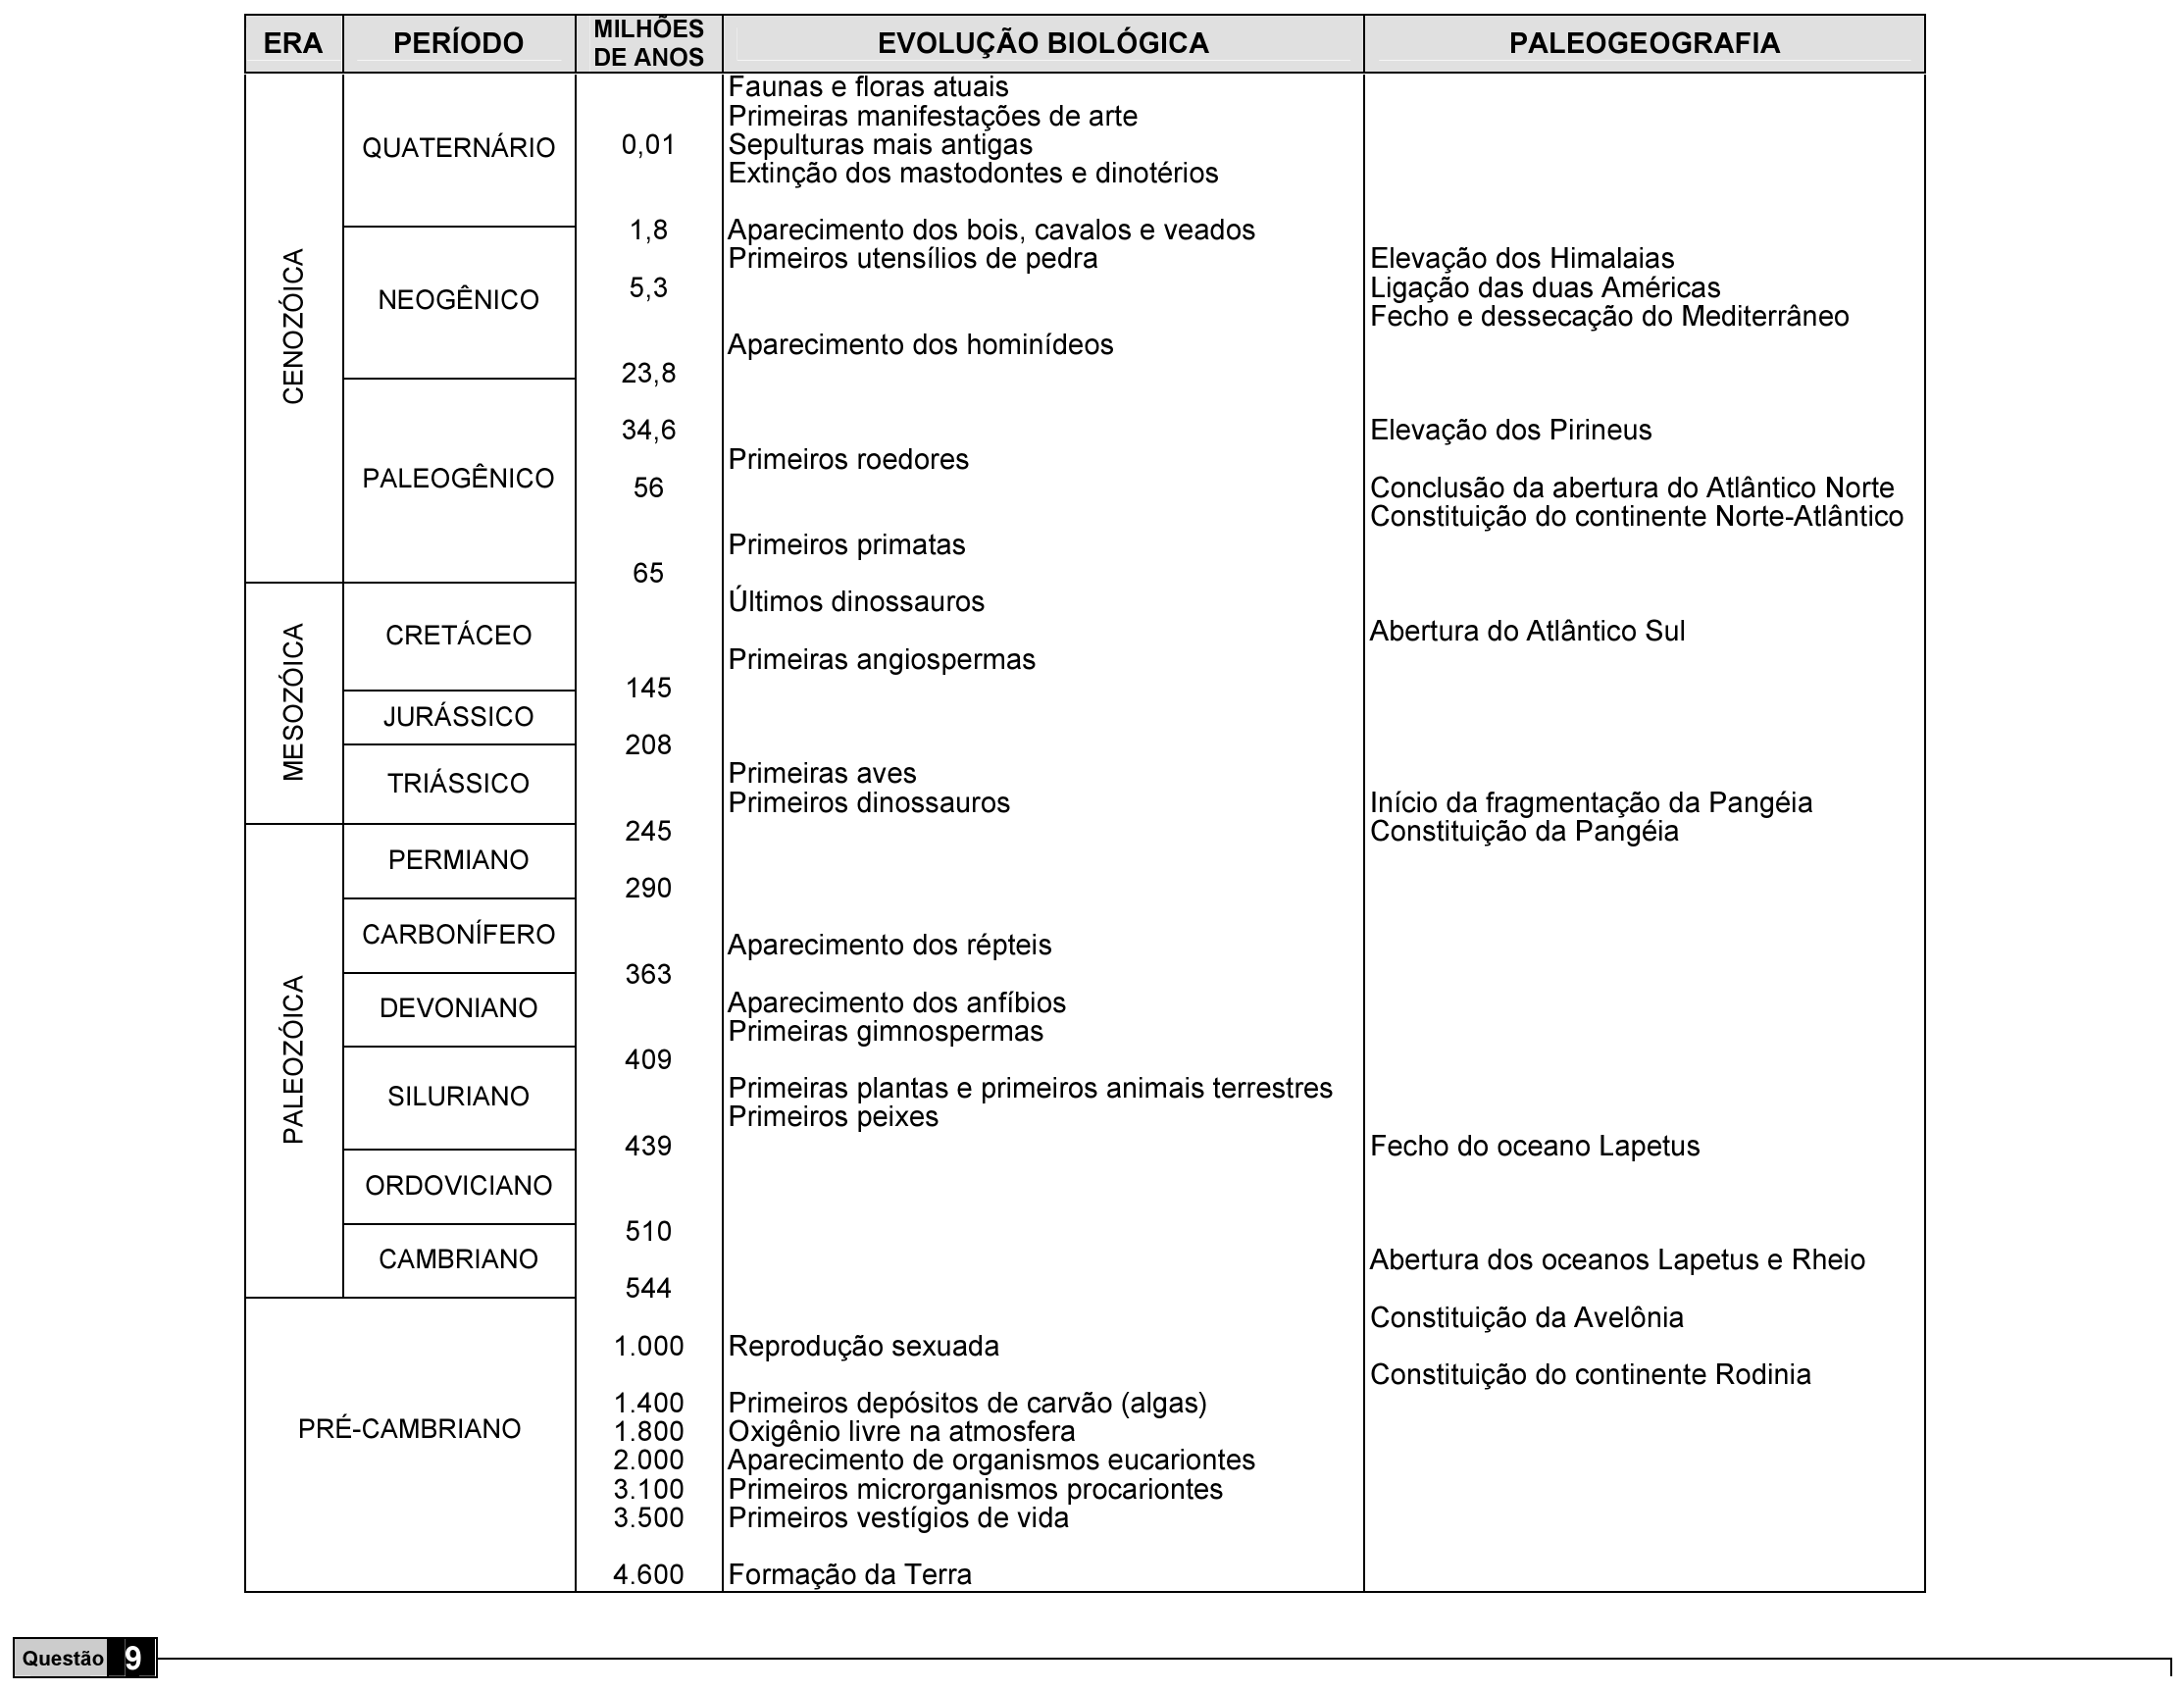 ERA PERÍODO MILHÕES DE ANOS EVOLUÇÃO BIOLÓGICA PALEOGEOGRAFIA
CENOZÓICA
QUATERNÁRIO
Faunas e floras atuais
Primeiras manifestações de arte
0,01 Sepulturas mais antigas
Extinção dos mastodontes e dinotérios
1,8 Aparecimento dos bois, cavalos e veados
NEOGÊNICO
Primeiros utensílios de pedra Elevação dos Himalaias
5,3 Ligação das duas Américas
Fecho e dessecação do Mediterrâneo
Aparecimento dos hominídeos
23,8
PALEOGÊNICO
34,6 Elevação dos Pirineus
Primeiros roedores
56 Conclusão da abertura do Atlântico Norte
Constituição do continente Norte-Atlântico
Primeiros primatas
65
MESOZÓICA
CRETÁCEO
Últimos dinossauros
Abertura do Atlântico Sul
Primeiras angiospermas
145
JURÁSSICO
208
TRIÁSSICO
Primeiras aves
Primeiros dinossauros Início da fragmentação da Pangéia
245 Constituição da Pangéia
PALEOZÓICA
PERMIANO
290
CARBONÍFERO
Aparecimento dos répteis
363
DEVONIANO
Aparecimento dos anfíbios
Primeiras gimnospermas
409
SILURIANO
Primeiras plantas e primeiros animais terrestres
Primeiros peixes
439 Fecho do oceano Lapetus
ORDOVICIANO
510
CAMBRIANO
Abertura dos oceanos Lapetus e Rheio
544
PRÉ-CAMBRIANO
Constituição da Avelônia
1.000 Reprodução sexuada
Constituição do continente Rodinia
1.400 Primeiros depósitos de carvão (algas)
1.800 Oxigênio livre na atmosfera
2.000 Aparecimento de organismos eucariontes
3.100 Primeiros microrganismos procariontes
3.500 Primeiros vestígios de vida
4.600 Formação da Terra
Questão 9